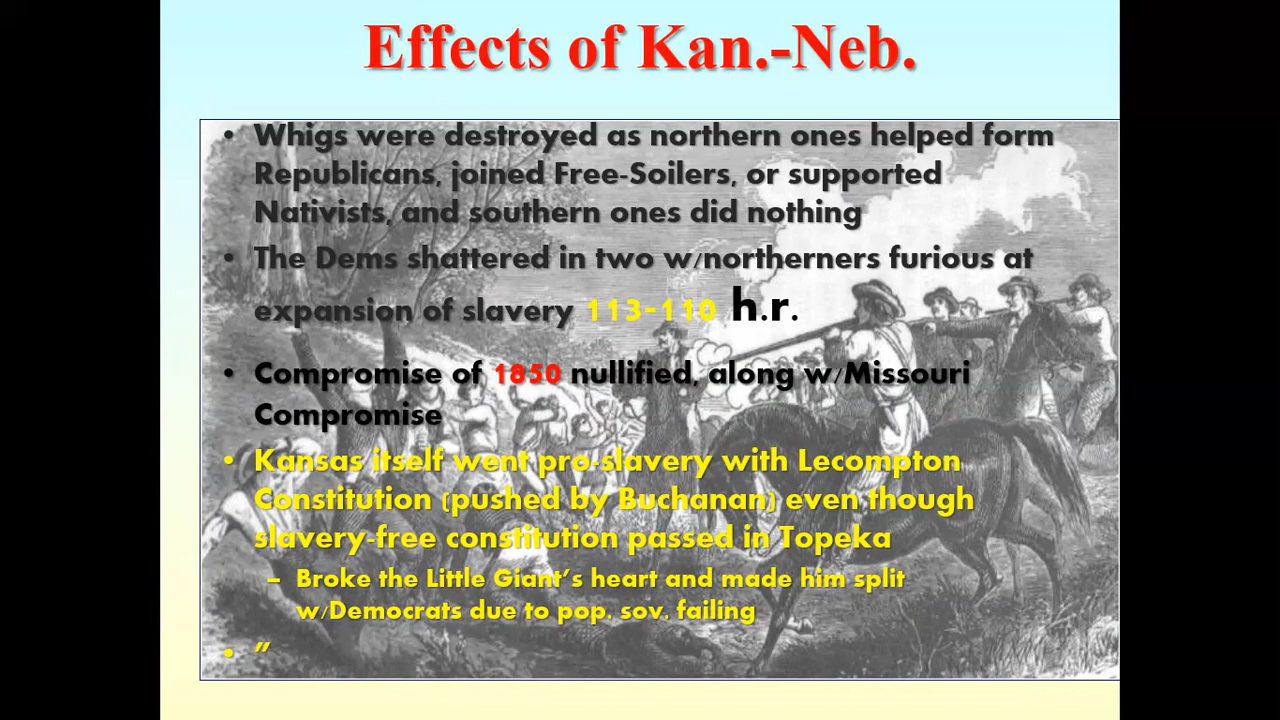 Effects of Kan.-Neb.
• Whigs were destroyed as northern ones helped form
Republicans, joined Free-Soilers, or supported
Nativists, and southern ones did nothing
• The Dems shattered in two w/northerners furious at
expansion of slavery 113-110 h.r.
• Compromise of 1850 nullified, along w/Missouri
Compromise
• Kansas itself went pro-slavery with Lecompton
Constitution (pushed by Buchanan) even though
slavery-free constitution passed in Topeka
– Broke the Little Giant's heart and made him split
w/Democrats due to pop. sov. failing
• "